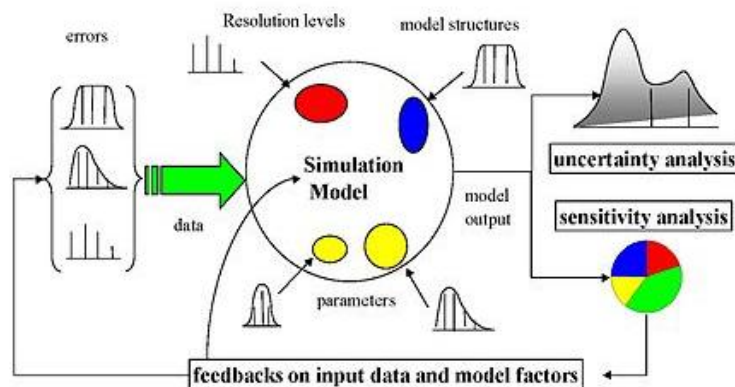 Resolution levels
model structures
errors
uncertainty analysis
Simulation
Model
model
output
sensitivity analysis
data
parameters
feedbacks on input data and model factors